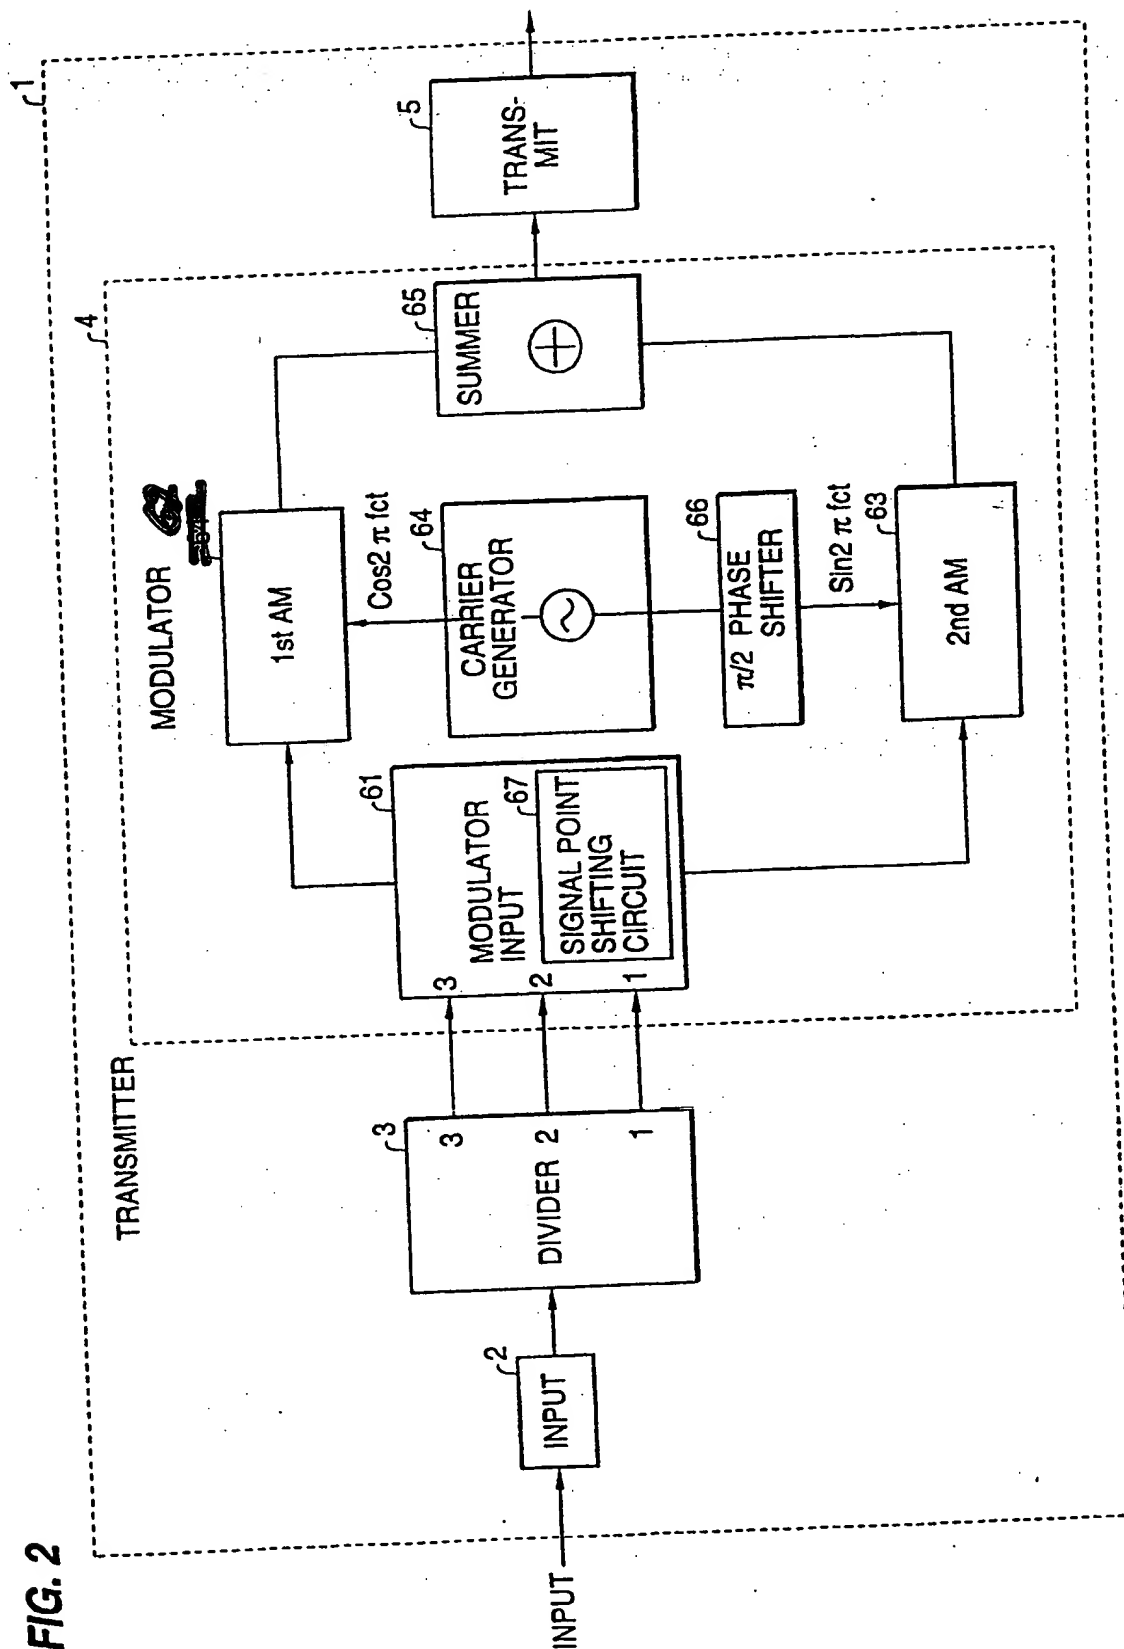 FIG. 2
1
TRANSMITTER
4
MODULATOR
INPUT
2
INPUT
3
DIVIDER
3
2
1
61
MODULATOR
INPUT
3
2
1
67
SIGNAL POINT
SHIFTING
CIRCUIT
1st AM
Cos2 π fct
64
CARRIER
GENERATOR
66
π/2 PHASE
SHIFTER
Sin2 π fct
63
2nd AM
65
SUMMER
5
TRANS-
MIT